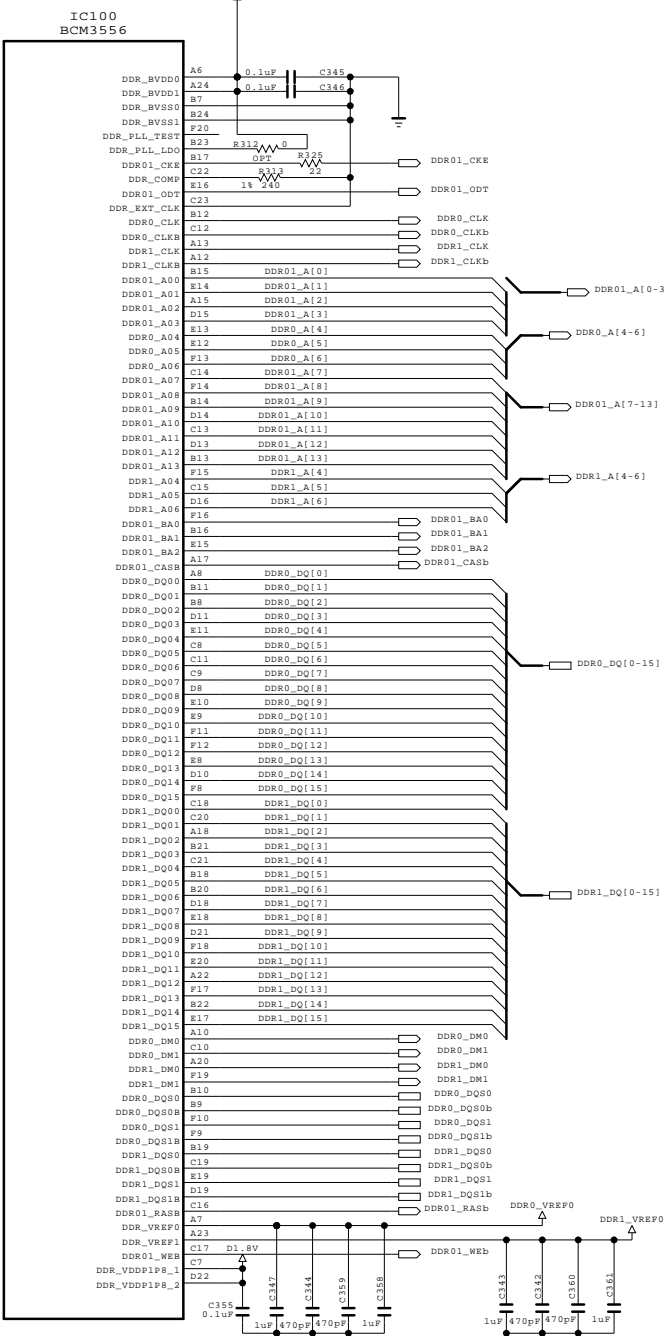 IC100
BCM3556
DDR_BVDD0 A6 0.1uF C345
DDR_BVDD1 A24 0.1uF C346
DDR_BVSS0 B7
DDR_BVSS1 B24
DDR_PLL_TEST F20
DDR_PLL_LDO B23 R312 0
DDR01_CKE B17 OPT R325 22 DDR01_CKE
DDR_COMP C22 R313 1% 240
DDR01_ODT E16 DDR01_ODT
DDR_EXT_CLK C23
DDR0_CLK B12 DDR0_CLK
DDR0_CLKB C12 DDR0_CLKb
DDR1_CLK A13 DDR1_CLK
DDR1_CLKB A12 DDR1_CLKb
DDR01_A00 B15 DDR01_A[0]
DDR01_A[0-3
DDR01_A01 E14 DDR01_A[1]
DDR01_A02 A15 DDR01_A[2]
DDR01_A03 D15 DDR01_A[3]
DDR0_A04 E13 DDR0_A[4] DDR0_A[4-6]
DDR0_A05 E12 DDR0_A[5]
DDR0_A06 F13 DDR0_A[6]
DDR01_A07 C14 DDR01_A[7]
DDR01_A08 F14 DDR01_A[8]
DDR01_A09 B14 DDR01_A[9] DDR01_A[7-13]
DDR01_A10 D14 DDR01_A[10]
DDR01_A11 C13 DDR01_A[11]
DDR01_A12 D13 DDR01_A[12]
DDR01_A13 B13 DDR01_A[13]
DDR1_A04 F15 DDR1_A[4] DDR1_A[4-6]
DDR1_A05 C15 DDR1_A[5]
DDR1_A06 D16 DDR1_A[6]
DDR01_BA0 F16 DDR01_BA0
DDR01_BA1 B16 DDR01_BA1
DDR01_BA2 E15 DDR01_BA2
DDR01_CASB A17 DDR01_CASb
DDR0_DQ00 A8 DDR0_DQ[0]
DDR0_DQ01 B11 DDR0_DQ[1]
DDR0_DQ02 B8 DDR0_DQ[2]
DDR0_DQ03 D11 DDR0_DQ[3]
DDR0_DQ04 E11 DDR0_DQ[4]
DDR0_DQ05 C8 DDR0_DQ[5]
DDR0_DQ06 C11 DDR0_DQ[6] DDR0_DQ[0-15]
DDR0_DQ07 C9 DDR0_DQ[7]
DDR0_DQ08 D8 DDR0_DQ[8]
DDR0_DQ09 E10 DDR0_DQ[9]
DDR0_DQ10 E9 DDR0_DQ[10]
DDR0_DQ11 F11 DDR0_DQ[11]
DDR0_DQ12 F12 DDR0_DQ[12]
DDR0_DQ13 E8 DDR0_DQ[13]
DDR0_DQ14 D10 DDR0_DQ[14]
DDR0_DQ15 F8 DDR0_DQ[15]
DDR1_DQ00 C18 DDR1_DQ[0]
DDR1_DQ01 C20 DDR1_DQ[1]
DDR1_DQ02 A18 DDR1_DQ[2]
DDR1_DQ03 B21 DDR1_DQ[3]
DDR1_DQ04 C21 DDR1_DQ[4]
DDR1_DQ05 B18 DDR1_DQ[5]
DDR1_DQ06 B20 DDR1_DQ[6] DDR1_DQ[0-15]
DDR1_DQ07 D18 DDR1_DQ[7]
DDR1_DQ08 E18 DDR1_DQ[8]
DDR1_DQ09 D21 DDR1_DQ[9]
DDR1_DQ10 F18 DDR1_DQ[10]
DDR1_DQ11 E20 DDR1_DQ[11]
DDR1_DQ12 A22 DDR1_DQ[12]
DDR1_DQ13 F17 DDR1_DQ[13]
DDR1_DQ14 B22 DDR1_DQ[14]
DDR1_DQ15 E17 DDR1_DQ[15]
DDR0_DM0 A10 DDR0_DM0
DDR0_DM1 C10 DDR0_DM1
DDR1_DM0 A20 DDR1_DM0
DDR1_DM1 F19 DDR1_DM1
DDR0_DQS0 B10 DDR0_DQS0
DDR0_DQS0B B9 DDR0_DQS0b
DDR0_DQS1 F10 DDR0_DQS1
DDR0_DQS1B F9 DDR0_DQS1b
DDR1_DQS0 B19 DDR1_DQS0
DDR1_DQS0B C19 DDR1_DQS0b
DDR1_DQS1 E19 DDR1_DQS1
DDR1_DQS1B D19 DDR1_DQS1b
DDR01_RASB C16 DDR01_RASb DDR0_VREF0
DDR_VREF0 A7 DDR1_VREF0
DDR_VREF1 A23
DDR01_WEB C17 D1.8V DDR01_WEb
DDR_VDDP1P8_1 C7
DDR_VDDP1P8_2 D22
C355 C347 C344 C359 C358 C343 C342 C360 C361
0.1uF 1uF 470pF 470pF 1uF 1uF 470pF 470pF 1uF